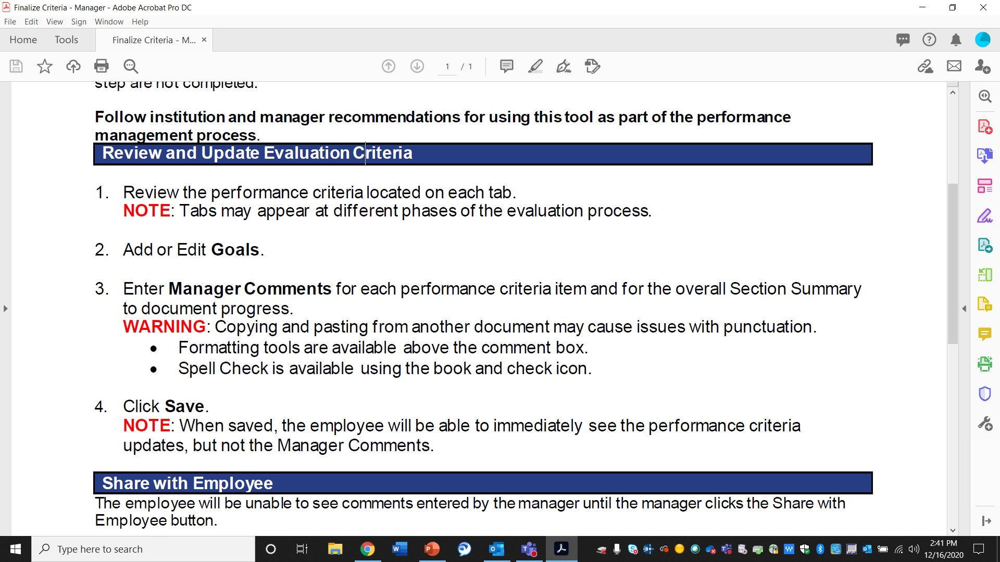 Finalize Criteria - Manager - Adobe Acrobat Pro DC
File Edit View Sign Window Help
Home Tools Finalize Criteria - M... ×
1 / 1
step are not completed.
Follow institution and manager recommendations for using this tool as part of the performance
management process.
Review and Update Evaluation Criteria
1. Review the performance criteria located on each tab.
NOTE: Tabs may appear at different phases of the evaluation process.
2. Add or Edit Goals.
3. Enter Manager Comments for each performance criteria item and for the overall Section Summary
to document progress.
WARNING: Copying and pasting from another document may cause issues with punctuation.
• Formatting tools are available above the comment box.
• Spell Check is available using the book and check icon.
4. Click Save.
NOTE: When saved, the employee will be able to immediately see the performance criteria
updates, but not the Manager Comments.
Share with Employee
The employee will be unable to see comments entered by the manager until the manager clicks the Share with
Employee button.
Type here to search
2:41 PM
12/16/2020